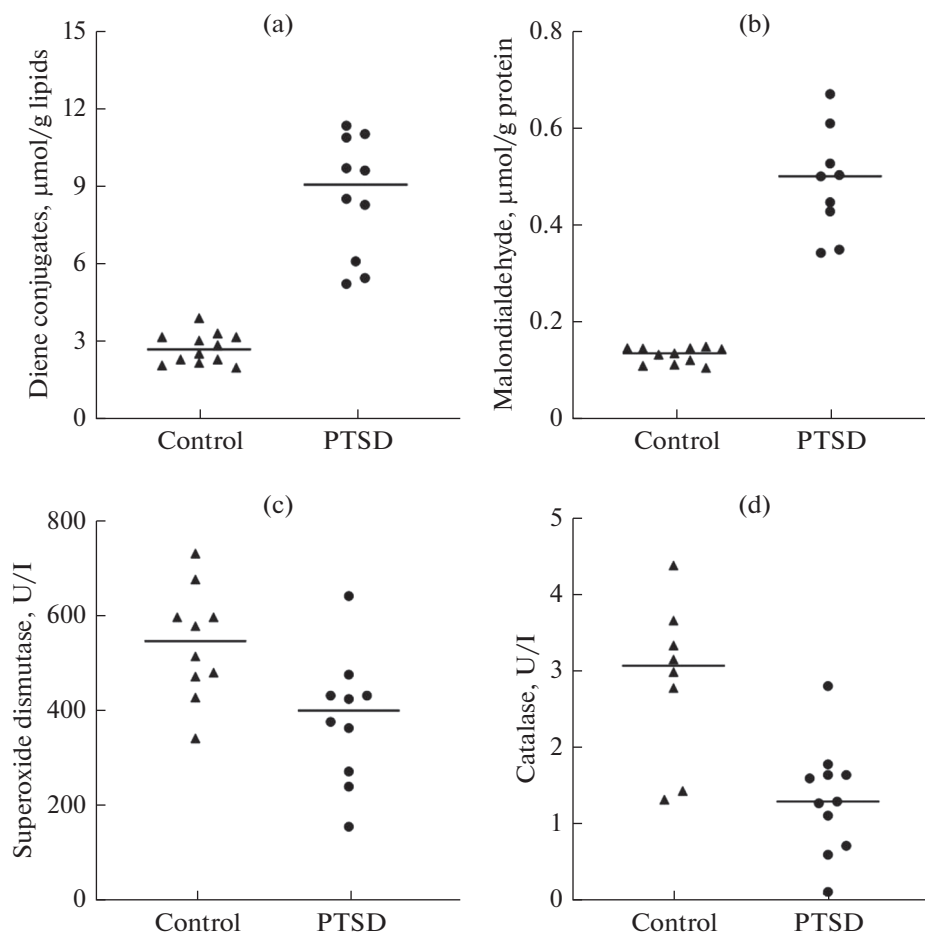 (a)
Diene conjugates, μmol/g lipids
15
12
9
6
3
0
Control
PTSD
(b)
Malondialdehyde, μmol/g protein
0.8
0.6
0.4
0.2
0
Control
PTSD
(c)
Superoxide dismutase, U/I
800
600
400
200
0
Control
PTSD
(d)
Catalase, U/I
5
4
3
2
1
0
Control
PTSD